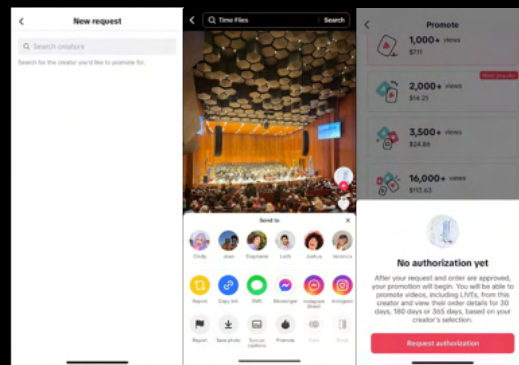 New request
Search creators
Search for the creator you'd like to promote for.
Time Flies
Search
Send to
Cindy
Joao
Stephanie
Leith
Joshua
Veronica
Repost
Copy link
SMS
Messenger
Instagram Direct
Instagram
Report
Save photo
Turn on captions
Promote
Promote
1,000+ views
$7.11
Most popular
2,000+ views
$14.21
3,500+ views
$24.86
16,000+ views
$113.63
No authorization yet
After your request and order are approved,
your promotion will begin. You will be able to
promote videos, including LIVEs, from this
creator and view their order details for 30
days, 180 days or 365 days, based on your
creator's selection.
Request authorization